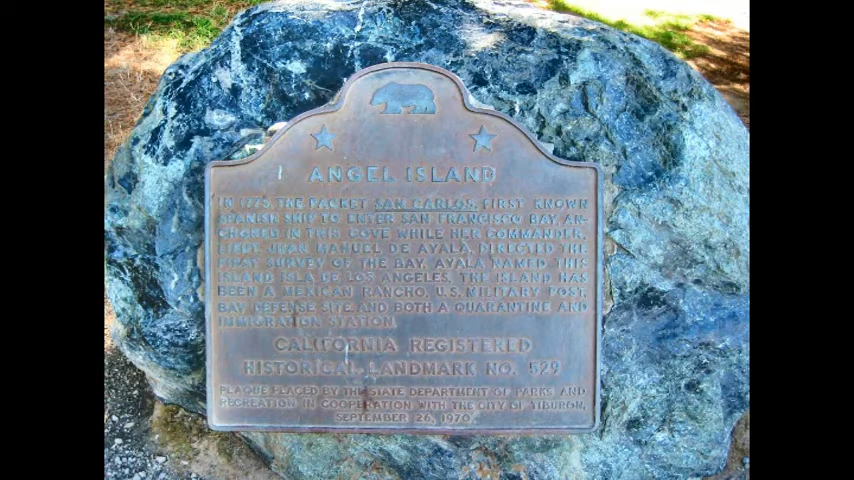 ANGEL ISLAND
IN 1775, THE PACKET SAN CARLOS, FIRST KNOWN
SPANISH SHIP TO ENTER SAN FRANCISCO BAY, AN-
CHORED IN THIS COVE WHILE HER COMMANDER,
LIEUT. JUAN MANUEL DE AYALA, DIRECTED THE
FIRST SURVEY OF THE BAY. AYALA NAMED THIS
ISLAND ISLA DE LOS ANGELES. THE ISLAND HAS
BEEN A MEXICAN RANCHO, U.S. MILITARY POST,
BAY DEFENSE SITE, AND BOTH A QUARANTINE AND
IMMIGRATION STATION.
CALIFORNIA REGISTERED
HISTORICAL LANDMARK NO. 529
PLAQUE PLACED BY THE STATE DEPARTMENT OF PARKS AND
RECREATION IN COOPERATION WITH THE CITY OF TIBURON,
SEPTEMBER 26, 1970.